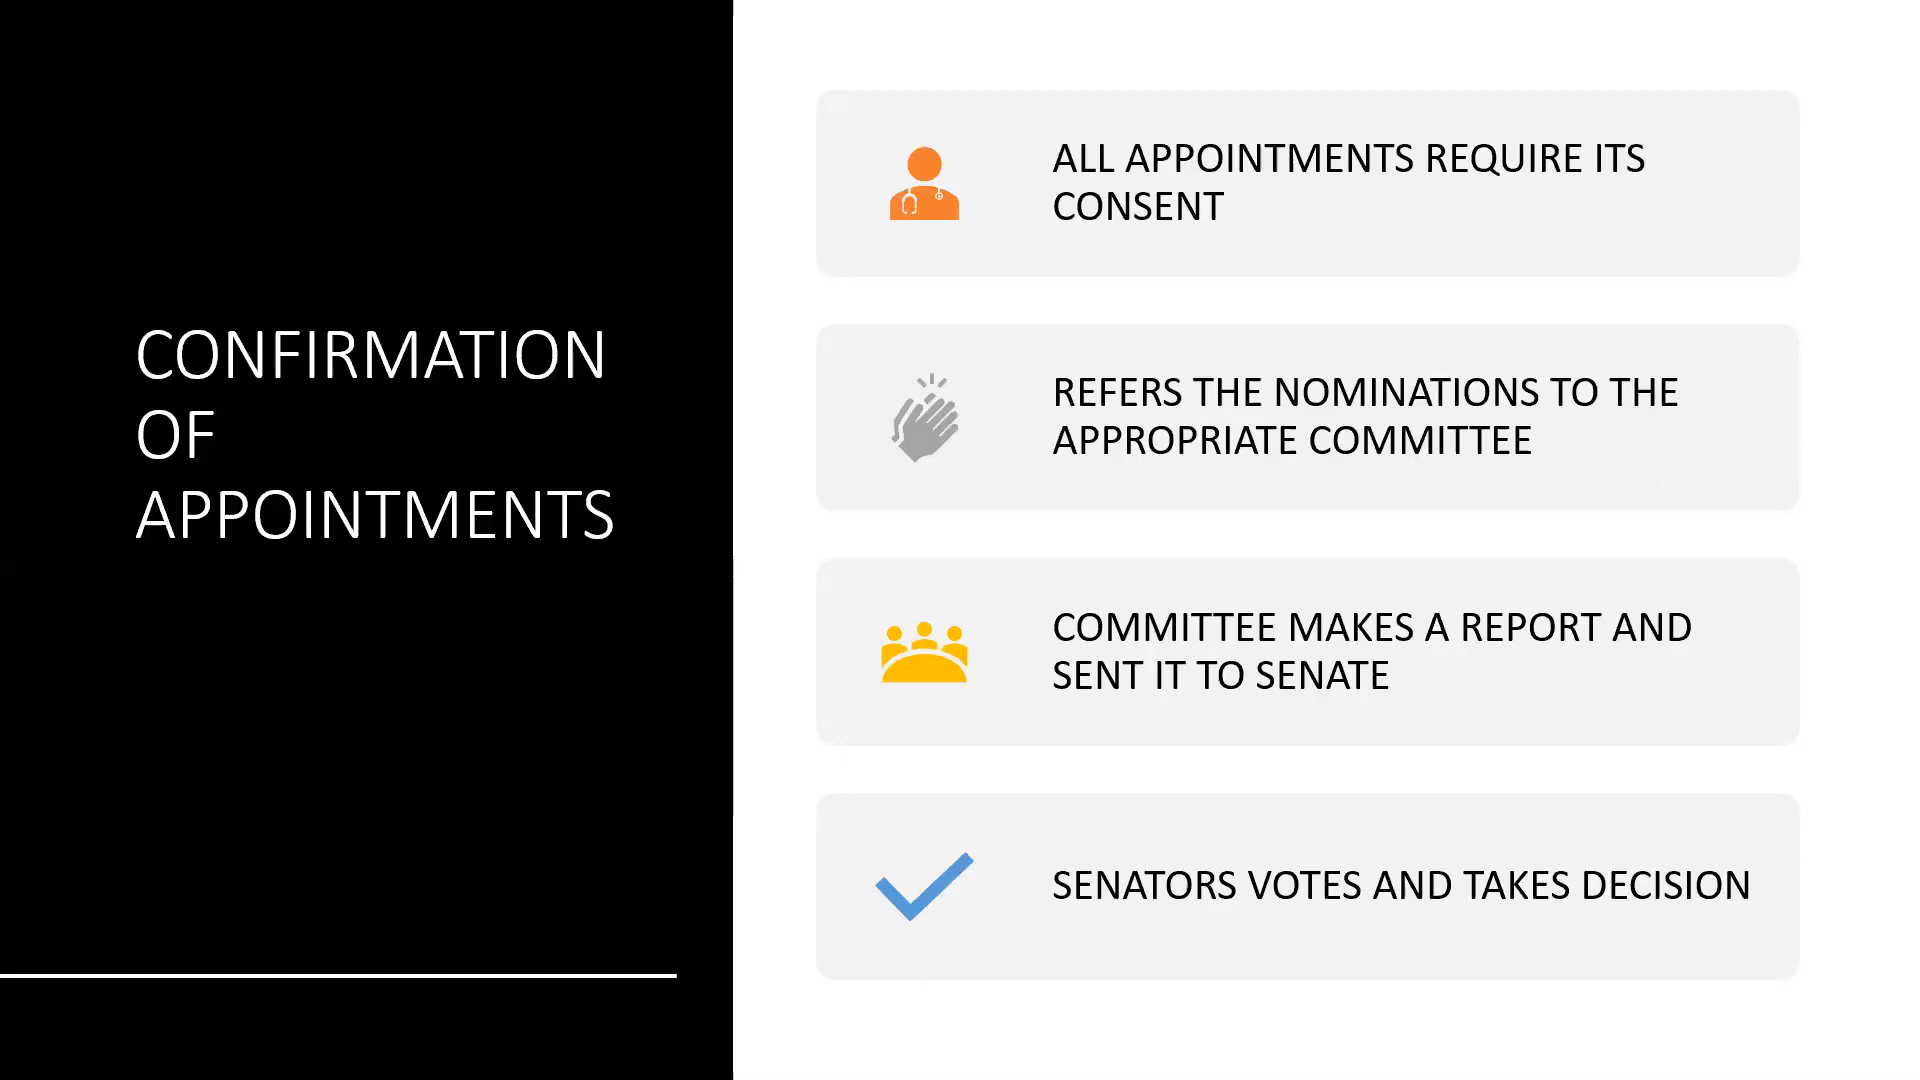 CONFIRMATION
OF
APPOINTMENTS
ALL APPOINTMENTS REQUIRE ITS
CONSENT
REFERS THE NOMINATIONS TO THE
APPROPRIATE COMMITTEE
COMMITTEE MAKES A REPORT AND
SENT IT TO SENATE
SENATORS VOTES AND TAKES DECISION